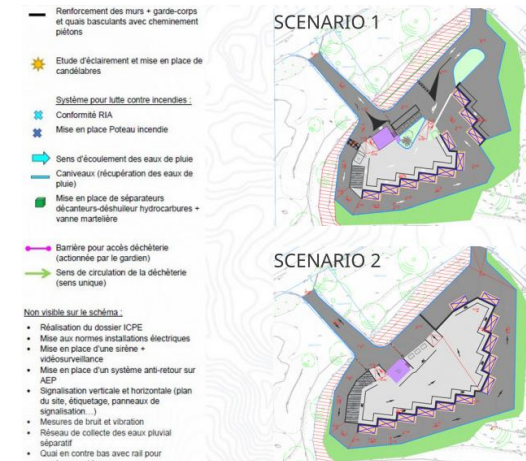 Renforcement des murs + garde-corps
et quais basculants avec cheminement
piétons
Etude d'éclairement et mise en place de
candélabres
Système pour lutte contre incendies :
Conformité RIA
Mise en place Poteau incendie
Sens d'écoulement des eaux de pluie
Caniveaux (récupération des eaux de
pluie)
Mise en place de séparateurs
décanteurs-déshuileur hydrocarbures +
vanne martelière
Barrière pour accès déchèterie
(actionnée par le gardien)
Sens de circulation de la déchèterie
(sens unique)
Non visible sur le schéma :
• Réalisation du dossier ICPE
• Mise aux normes installations électriques
• Mise en place d'une sirène +
vidéosurveillance
• Mise en place d'un système anti-retour sur
AEP
• Signalisation verticale et horizontale (plan
du site, étiquetage, panneaux de
signalisation…)
• Mesures de bruit et vibration
• Réseau de collecte des eaux pluvial
séparatif
• Quai en contre bas avec rail pour
SCENARIO 1
SCENARIO 2